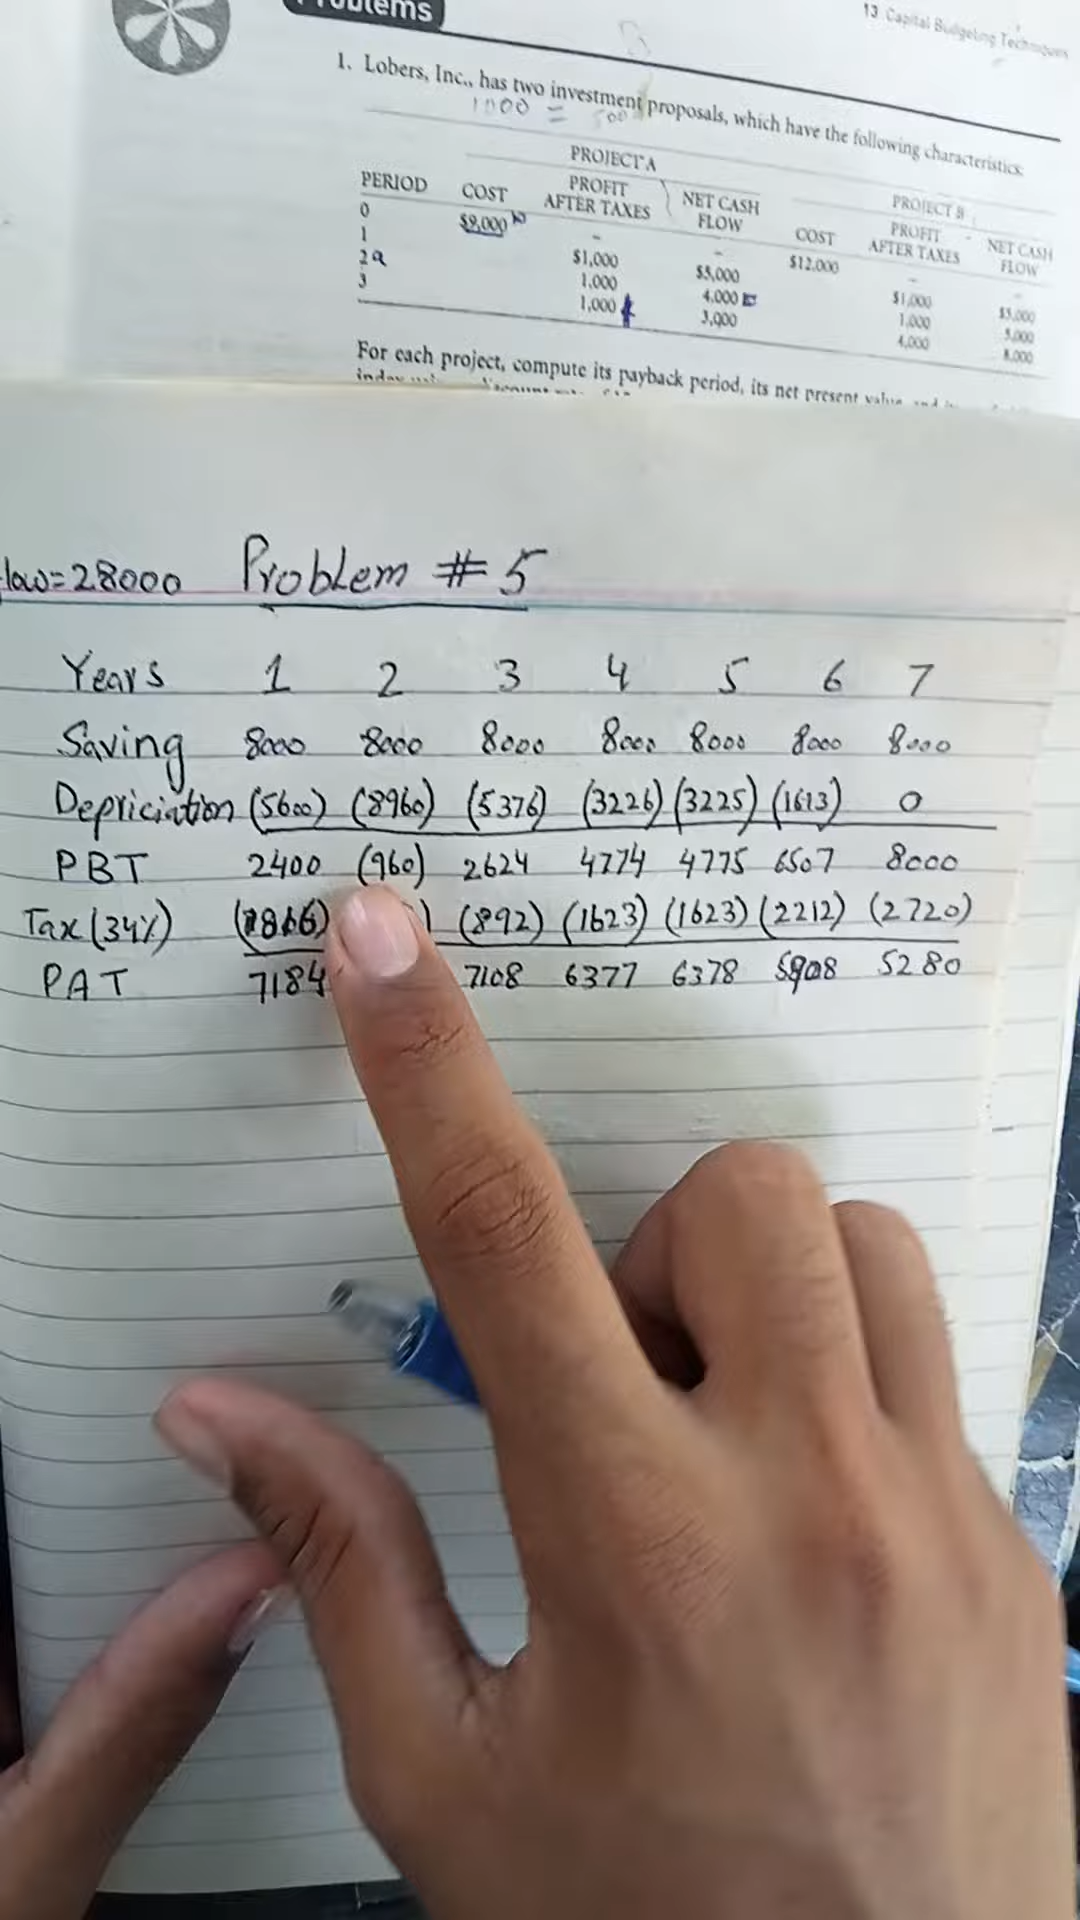 Problems
13 Capital Budgeting Techniques
1. Lobers, Inc., has two investment proposals, which have the following characteristics:
1000 =
PROJECT A PROJECT B
PERIOD COST PROFIT AFTER TAXES NET CASH FLOW COST PROFIT AFTER TAXES NET CASH FLOW
0 $9,000 – – $12,000 – –
1 $1,000 $5,000 $1,000 $5,000
2 1,000 4,000 1,000 5,000
3 1,000 3,000 4,000 8,000
For each project, compute its payback period, its net present value, and
flow=28000 Problem # 5
Years 1 2 3 4 5 6 7
Saving 8000 8000 8000 8000 8000 8000 8000
Depriciation (5600) (8960) (5376) (3226) (3225) (1613) 0
PBT 2400 (960) 2624 4774 4775 6507 8000
Tax (34%) (892) (1623) (1623) (2212) (2720)
PAT 7184 7108 6377 6378 5908 5280